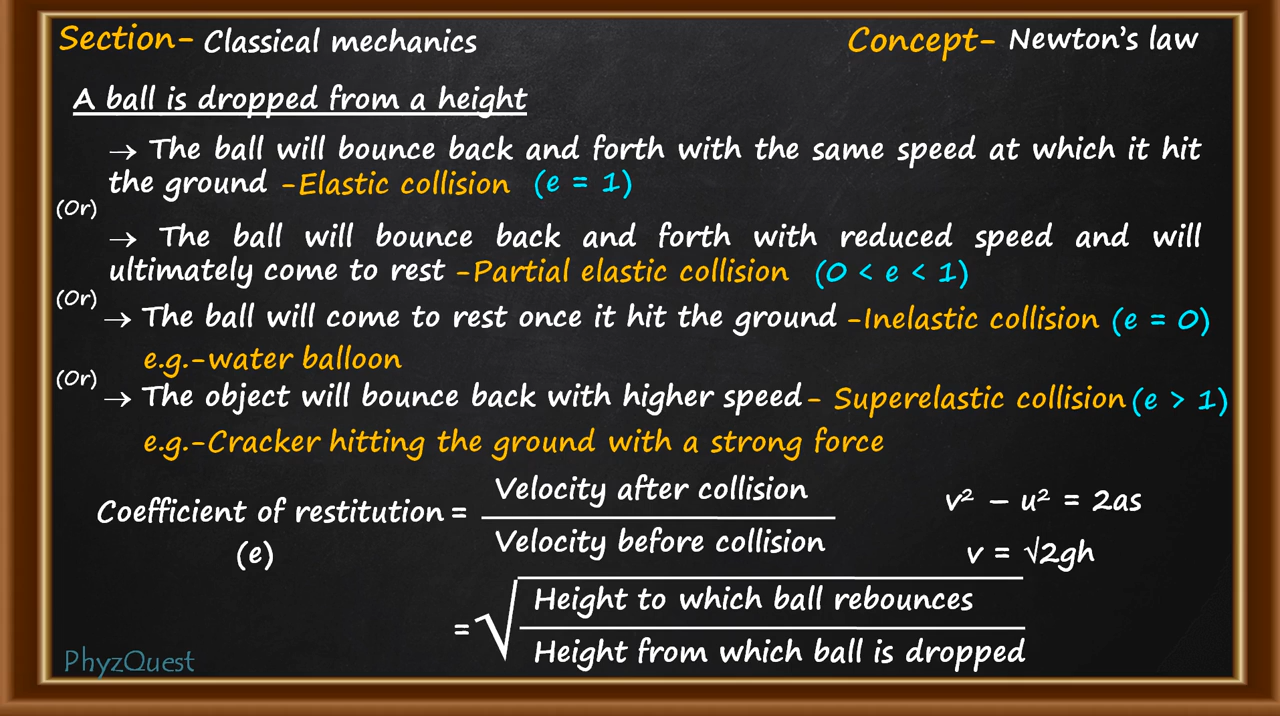 Section- Classical mechanics
Concept- Newton's law
A ball is dropped from a height
→ The ball will bounce back and forth with the same speed at which it hit
the ground -Elastic collision (e = 1)
(Or)
→ The ball will bounce back and forth with reduced speed and will
ultimately come to rest -Partial elastic collision (0 < e < 1)
(Or)
→ The ball will come to rest once it hit the ground -Inelastic collision (e = 0)
e.g.-water balloon
(Or)
→ The object will bounce back with higher speed- Superelastic collision (e > 1)
e.g.-Cracker hitting the ground with a strong force
Coefficient of restitution =
(e)
Velocity after collision
Velocity before collision
v² – u² = 2as
v = √2gh
= √
Height to which ball rebounces
Height from which ball is dropped
PhyzQuest